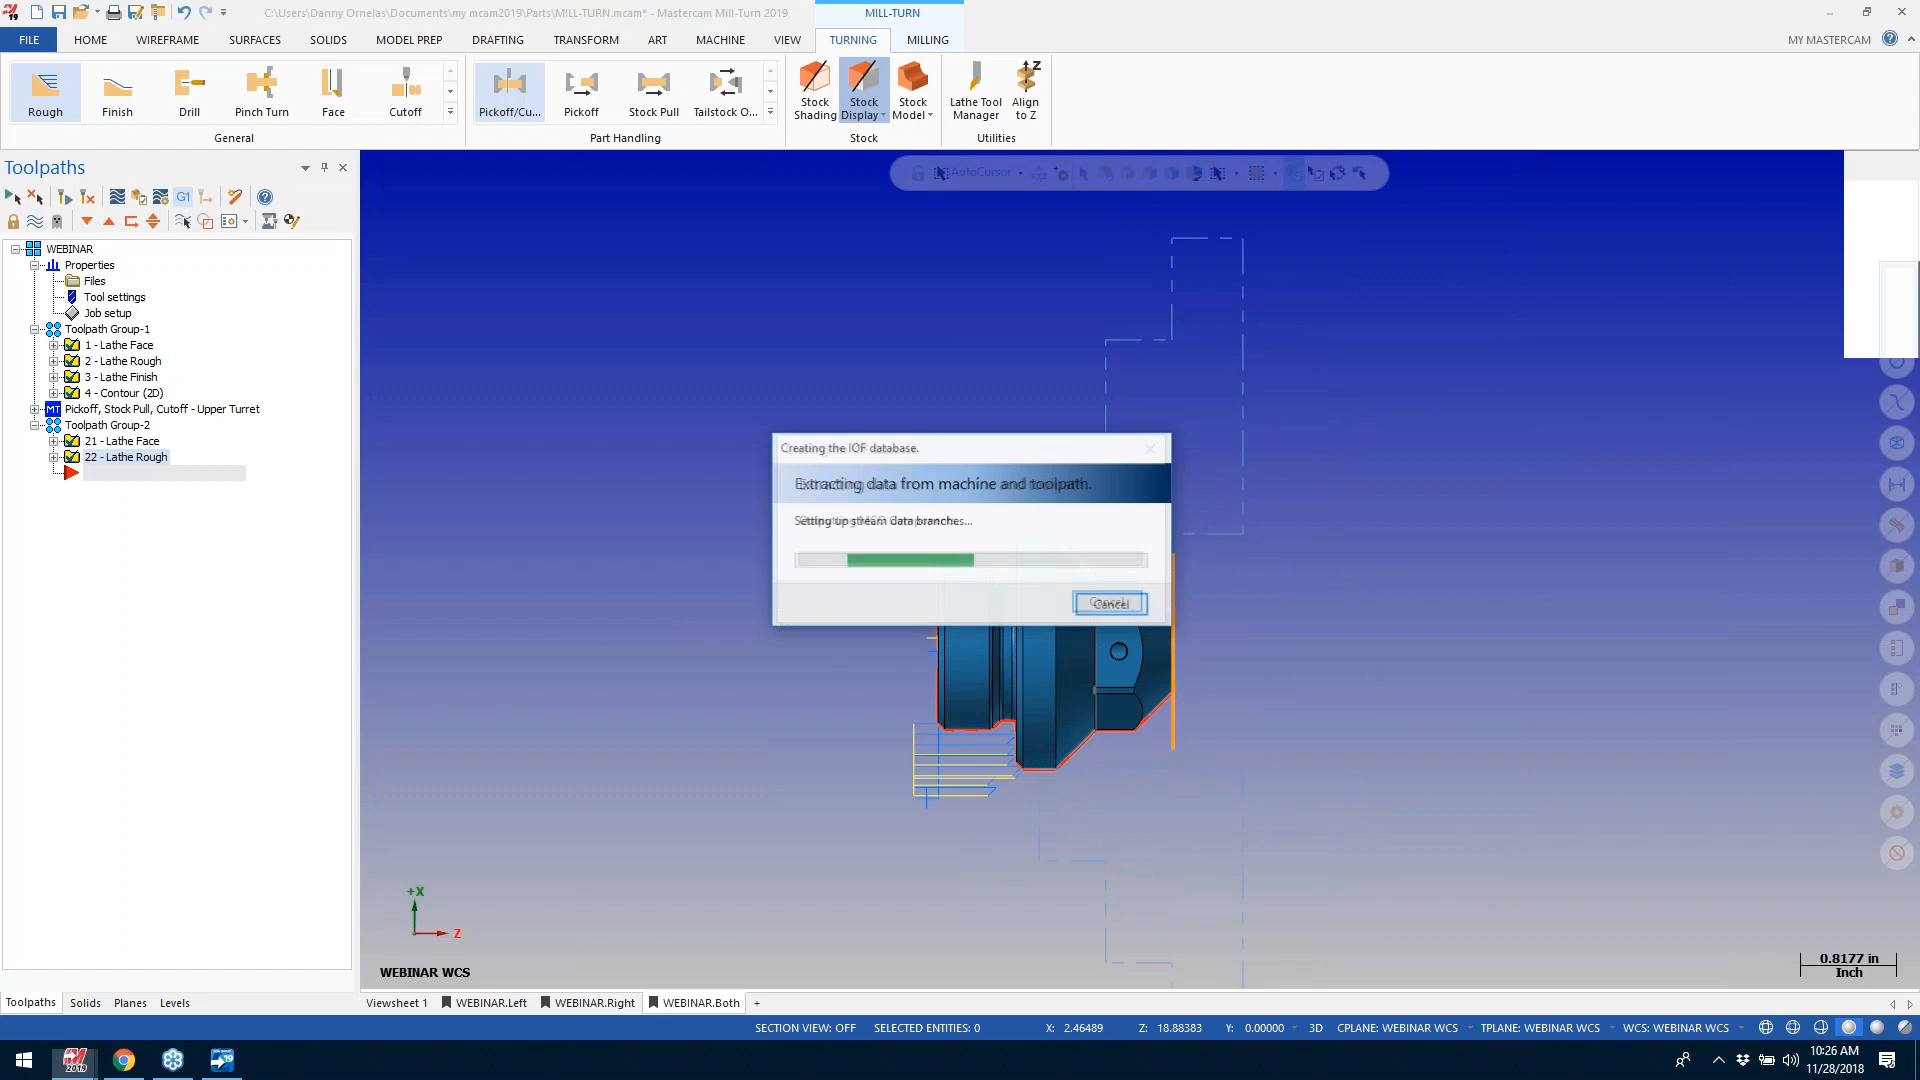 C:\Users\Danny Ornelas\Documents\my mcam2019\Parts\MILL-TURN.mcam* - Mastercam Mill-Turn 2019
MILL-TURN
FILE HOME WIREFRAME SURFACES SOLIDS MODEL PREP DRAFTING TRANSFORM ART MACHINE VIEW TURNING MILLING MY MASTERCAM
Rough Finish Drill Pinch Turn Face Cutoff
Pickoff/Cu... Pickoff Stock Pull Tailstock O...
Stock Shading
Stock Display
Stock Model
Lathe Tool Manager
Align to Z
General Part Handling Stock Utilities
Toolpaths
G1
AutoCursor
WEBINAR
Properties
Files
Tool settings
Job setup
Toolpath Group-1
1 - Lathe Face
2 - Lathe Rough
3 - Lathe Finish
4 - Contour (2D)
MT Pickoff, Stock Pull, Cutoff - Upper Turret
Toolpath Group-2
21 - Lathe Face
22 - Lathe Rough
Creating the IOF database.
Extracting data from machine and toolpath.
Setting up stream data branches...
Cancel
+X
Z
WEBINAR WCS
0.8177 in
Inch
Toolpaths Solids Planes Levels
Viewsheet 1 WEBINAR.Left WEBINAR.Right WEBINAR.Both +
SECTION VIEW: OFF SELECTED ENTITIES: 0 X: 2.46489 Z: 18.88383 Y: 0.00000 3D CPLANE: WEBINAR WCS TPLANE: WEBINAR WCS WCS: WEBINAR WCS
2019
19
10:26 AM
11/28/2018